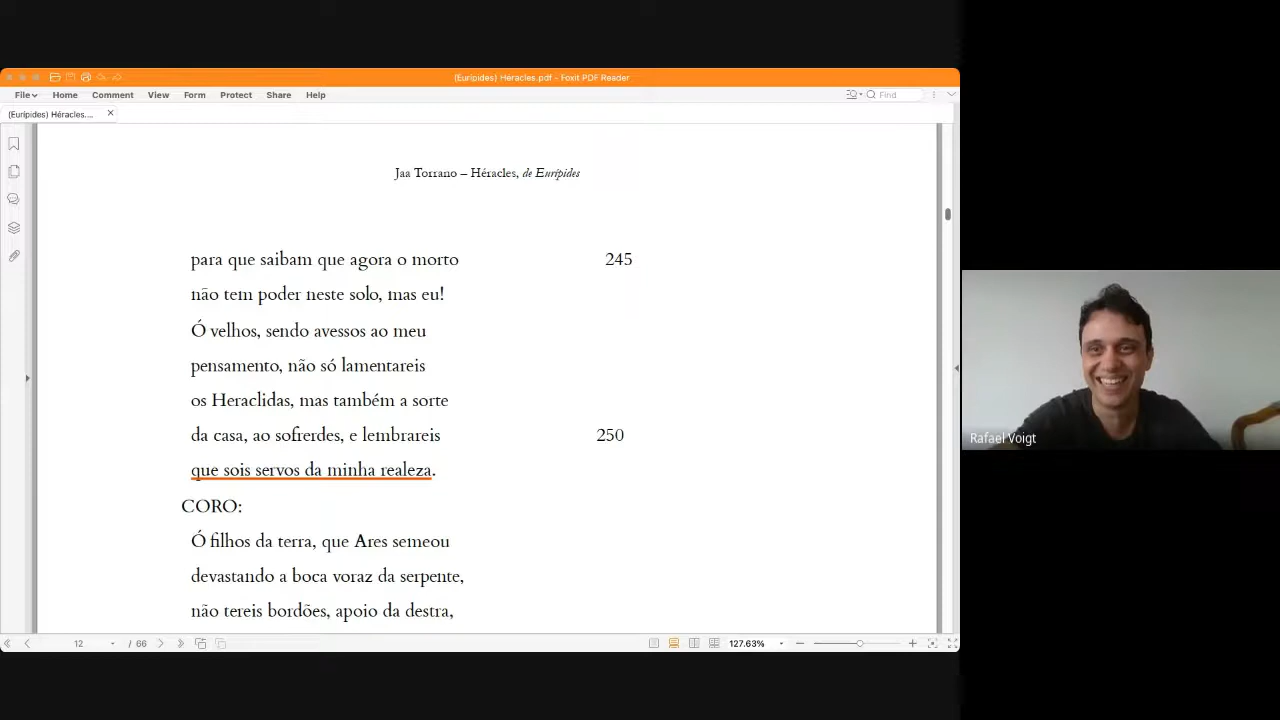 (Eurípides) Héracles.pdf - Foxit PDF Reader
File Home Comment View Form Protect Share Help Find
(Eurípides) Héracles....
Jaa Torrano – Héracles, de Eurípides
para que saibam que agora o morto 245
não tem poder neste solo, mas eu!
Ó velhos, sendo avessos ao meu
pensamento, não só lamentareis
os Heraclidas, mas também a sorte
da casa, ao sofrerdes, e lembrareis 250
que sois servos da minha realeza.
CORO:
Ó filhos da terra, que Ares semeou
devastando a boca voraz da serpente,
não tereis bordões, apoio da destra,
12 / 66 127.63%
Rafael Voigt